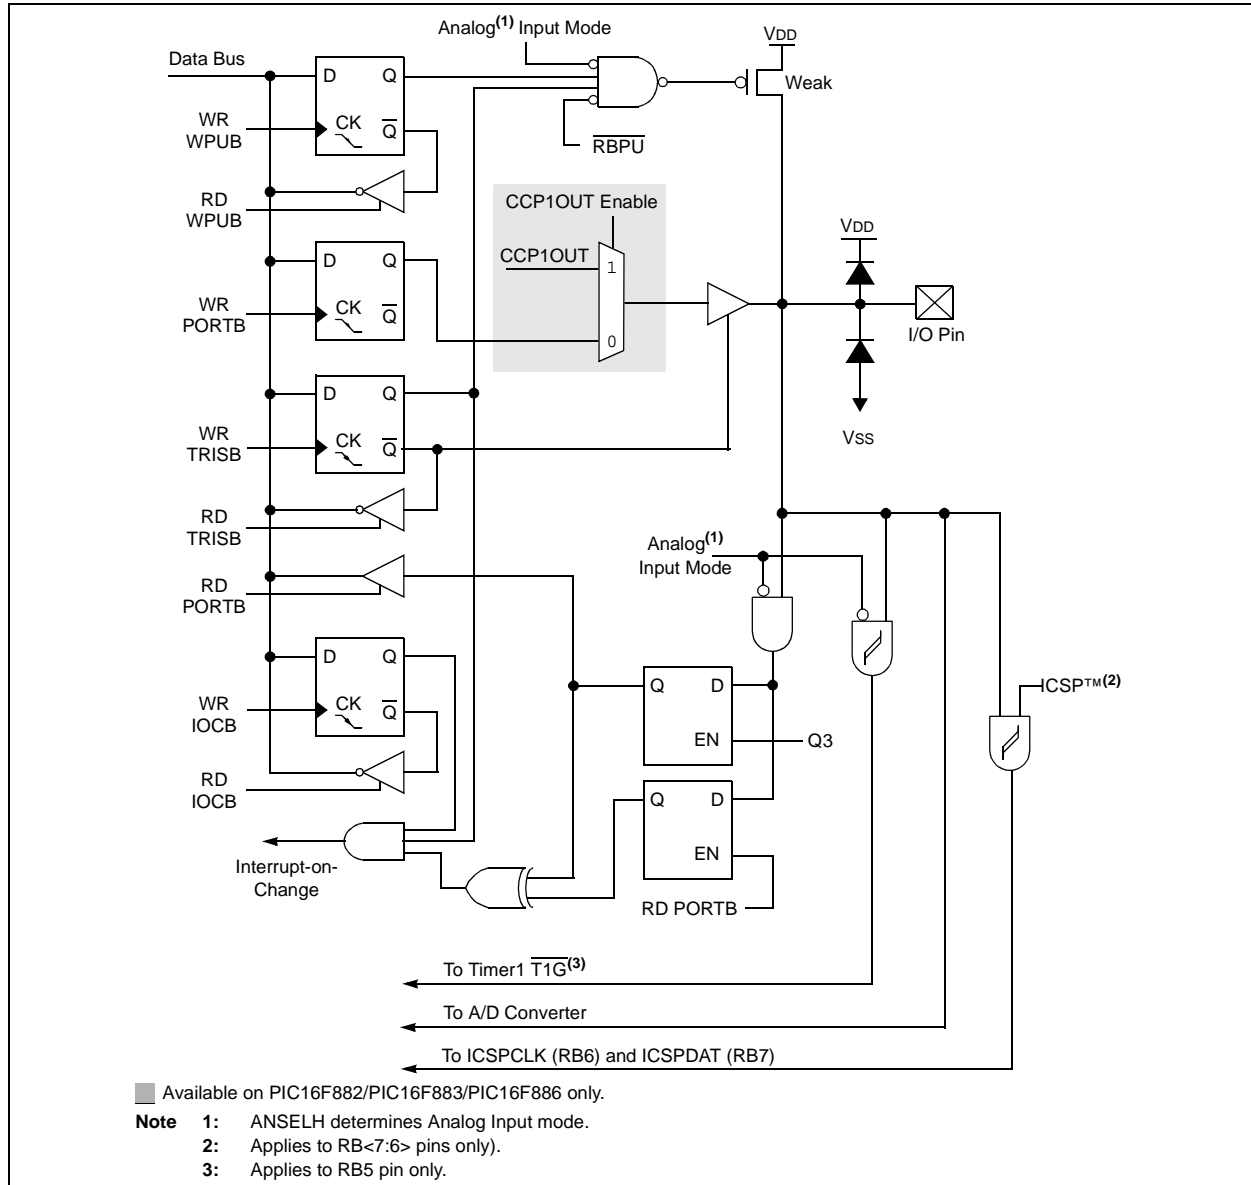 Analog(1) Input Mode
VDD
Data Bus
D Q
Weak
WR
WPUB
CK Q
RBPU
RD
WPUB
CCP1OUT Enable
VDD
D Q
CCP1OUT
1
WR
PORTB
CK Q
I/O Pin
0
D Q
WR
TRISB
CK Q
VSS
RD
TRISB
Analog(1)
Input Mode
RD
PORTB
D Q
Q D
ICSP™(2)
WR
IOCB
CK Q
EN
Q3
RD
IOCB
Q D
EN
Interrupt-on-
Change
RD PORTB
To Timer1 T1G(3)
To A/D Converter
To ICSPCLK (RB6) and ICSPDAT (RB7)
Available on PIC16F882/PIC16F883/PIC16F886 only.
Note 1: ANSELH determines Analog Input mode.
2: Applies to RB<7:6> pins only).
3: Applies to RB5 pin only.